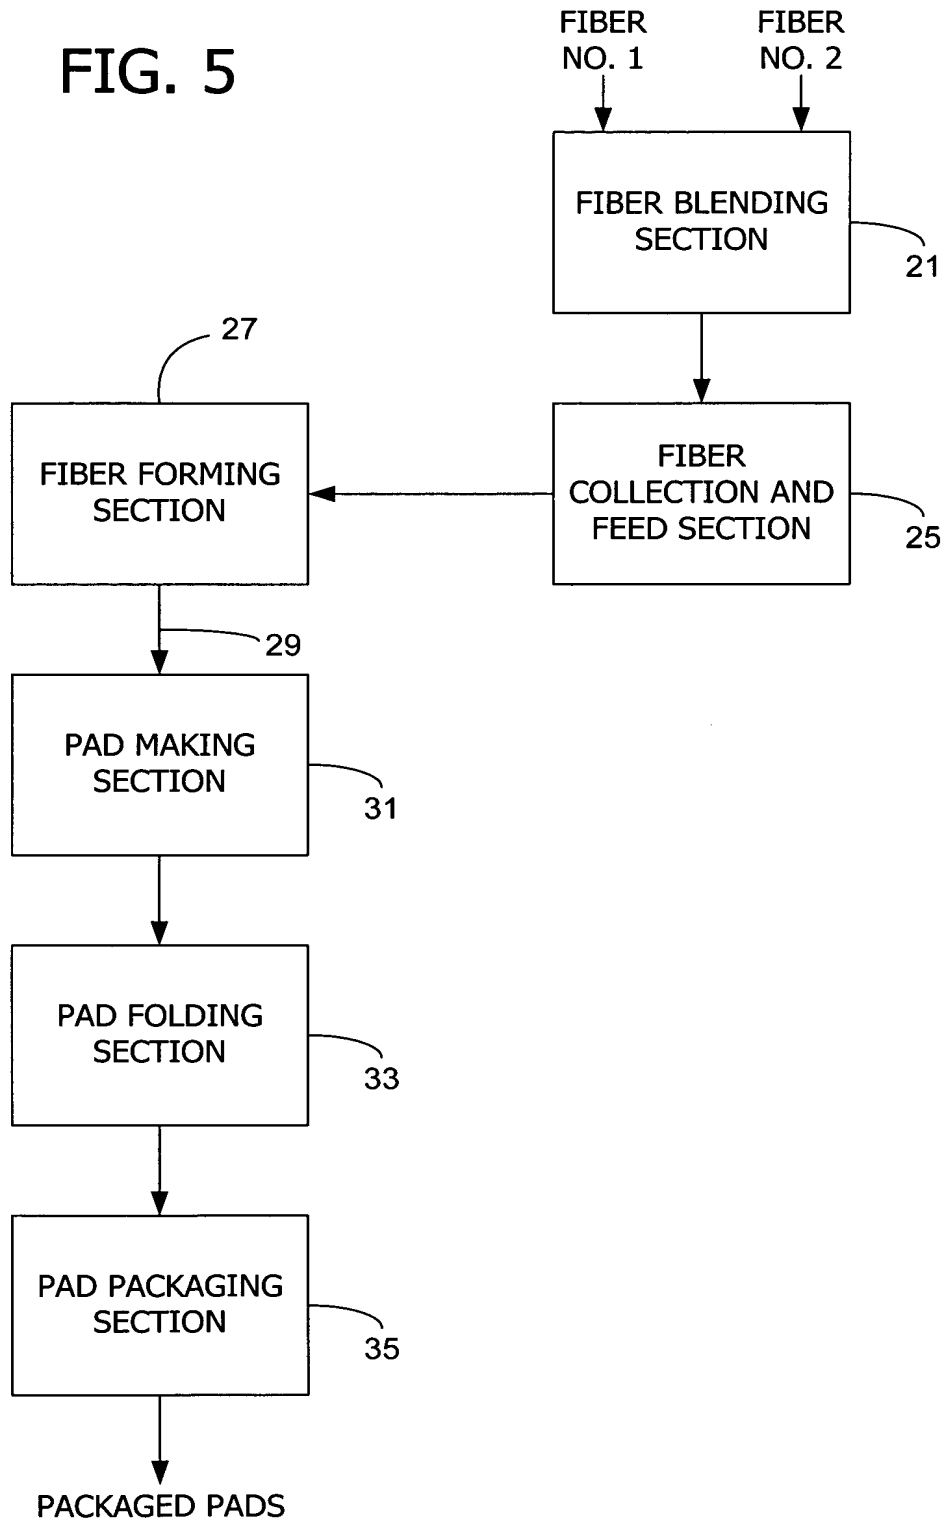 FIG. 5
FIBER
NO. 1
FIBER
NO. 2
FIBER BLENDING
SECTION
21
FIBER
COLLECTION AND
FEED SECTION
25
27
FIBER FORMING
SECTION
29
PAD MAKING
SECTION
31
PAD FOLDING
SECTION
33
PAD PACKAGING
SECTION
35
PACKAGED PADS